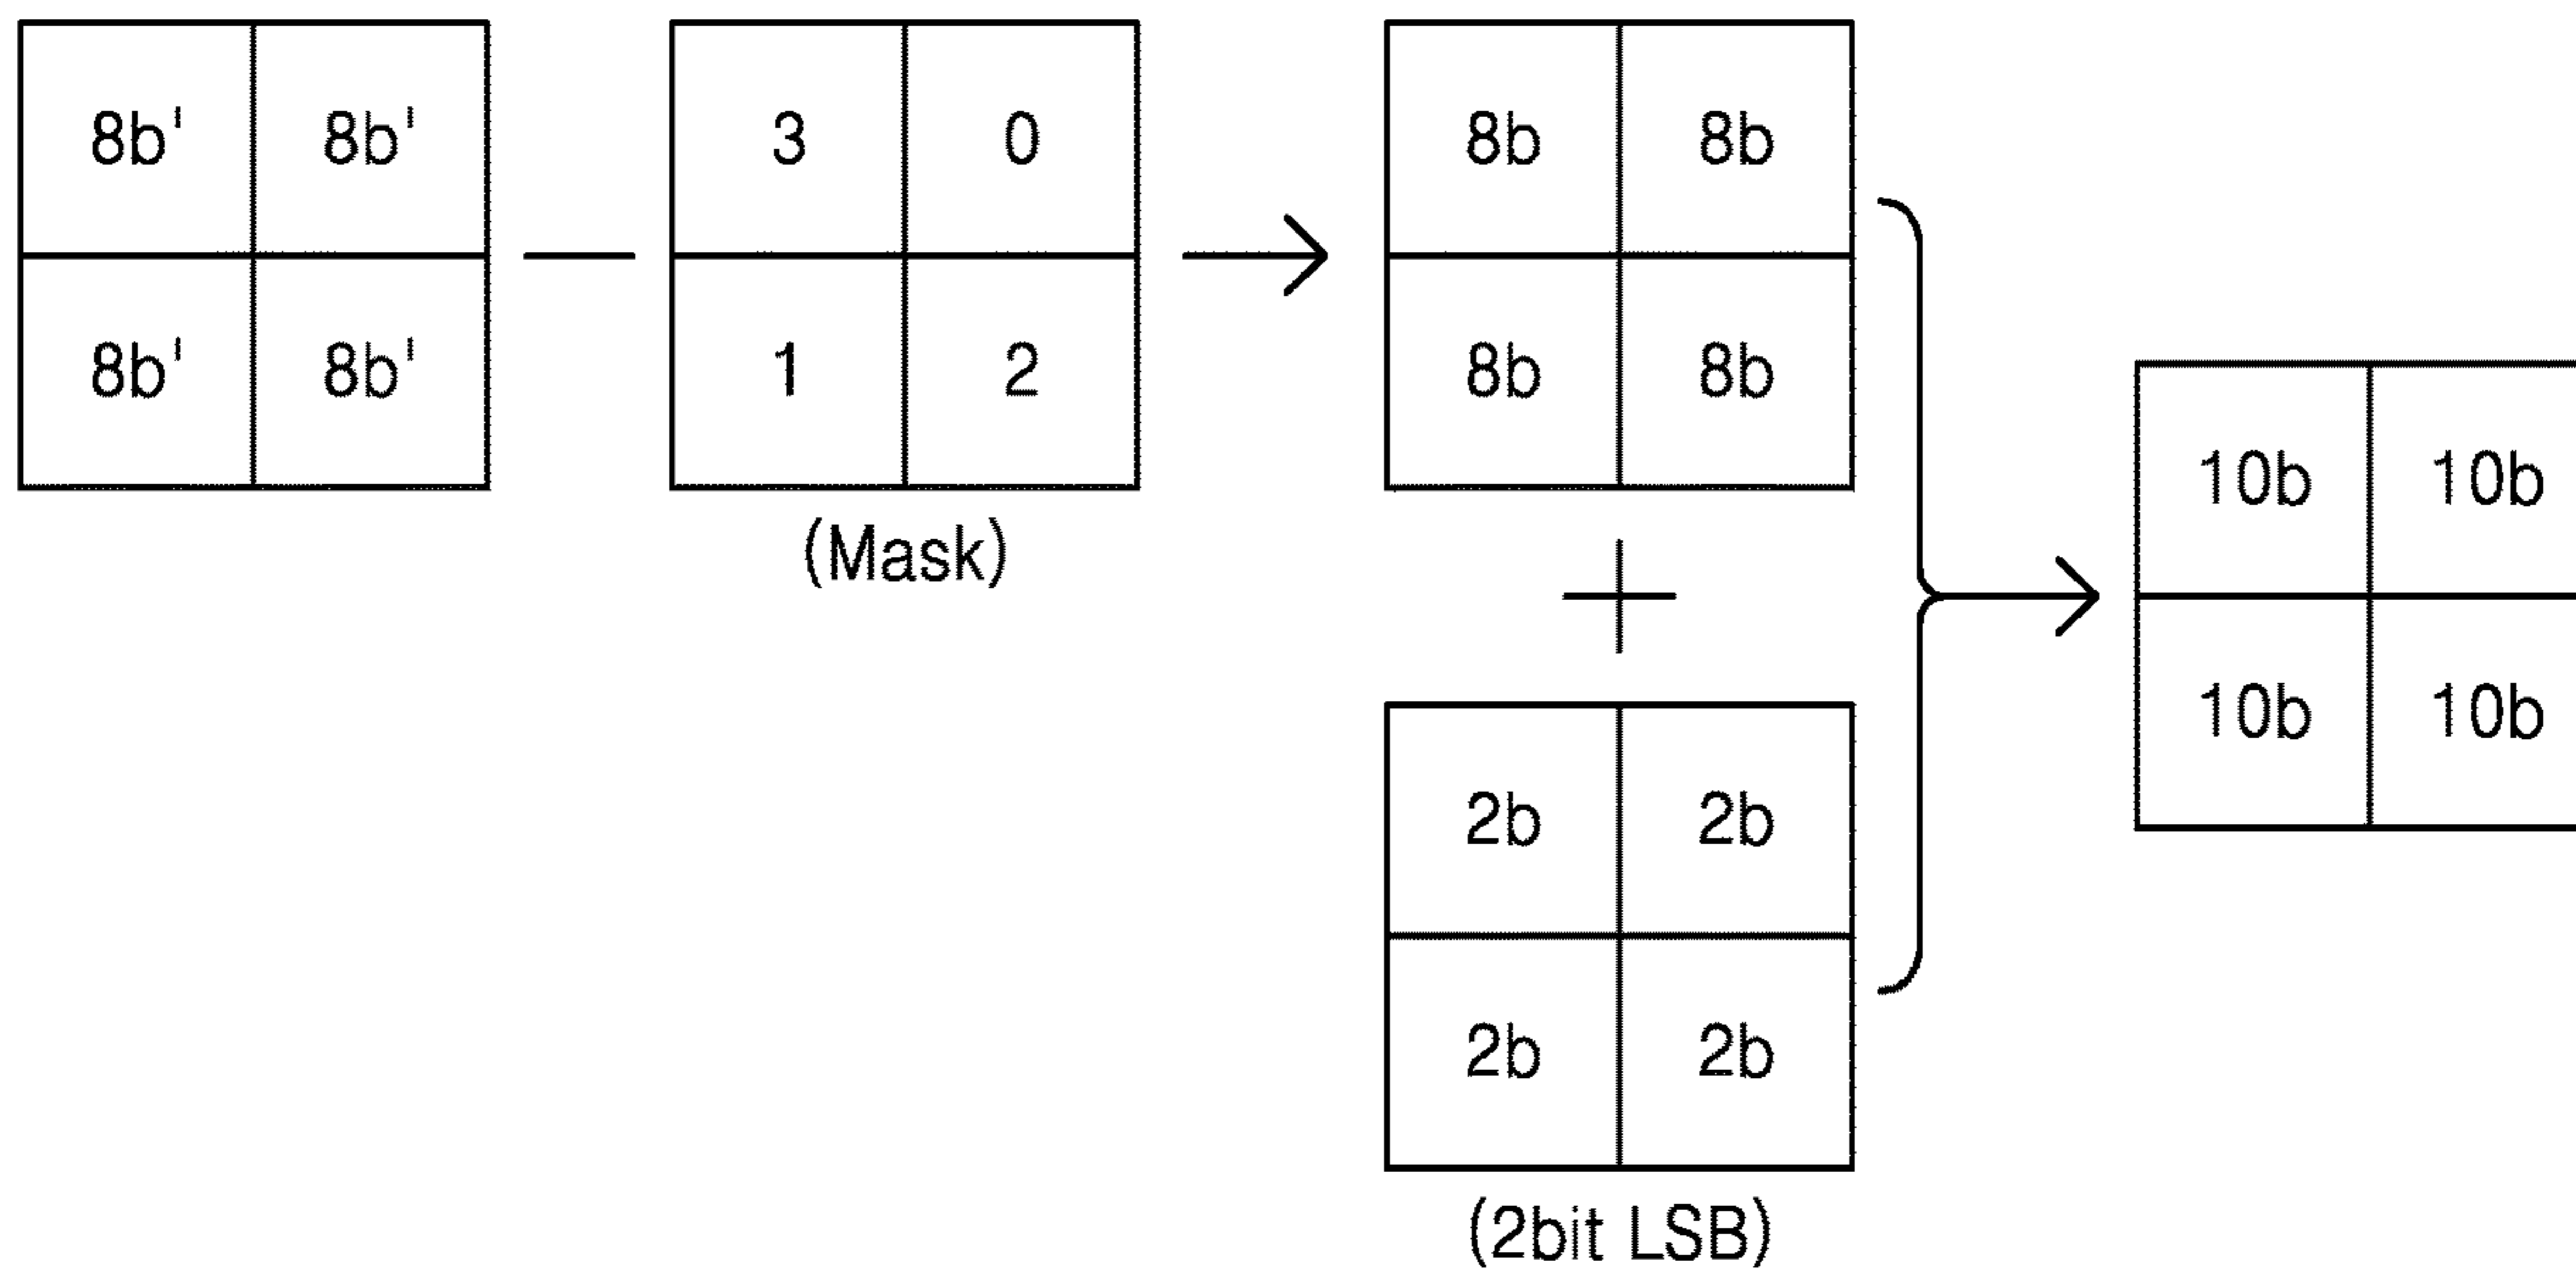 8b' 8b' 3 0 8b 8b
8b' 8b' 1 2 8b 8b
(Mask)
10b 10b
10b 10b
2b 2b
2b 2b
(2bit LSB)